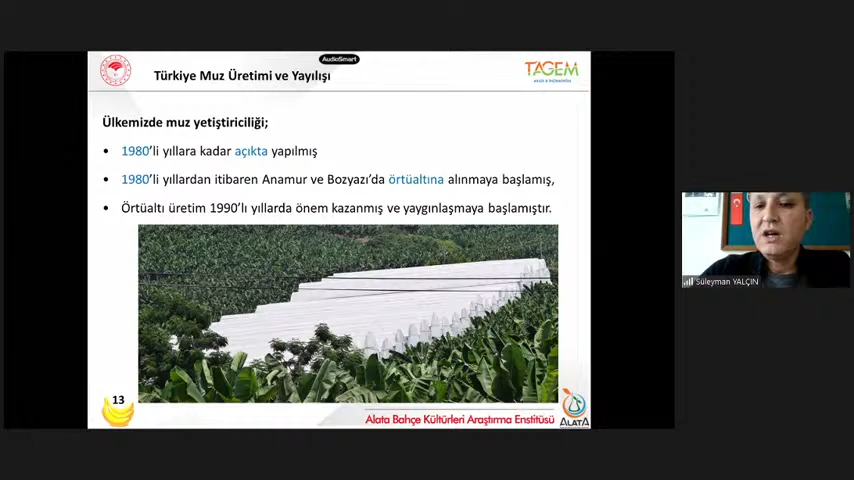 AudioSmart
Türkiye Muz Üretimi ve Yayılışı
TAGEM
Ülkemizde muz yetiştiriciliği;
• 1980'li yıllara kadar açıkta yapılmış
• 1980'li yıllardan itibaren Anamur ve Bozyazı'da örtüaltına alınmaya başlamış,
• Örtüaltı üretim 1990'lı yıllarda önem kazanmış ve yaygınlaşmaya başlamıştır.
Süleyman YALÇIN
13
Alata Bahçe Kültürleri Araştırma Enstitüsü
ALATA